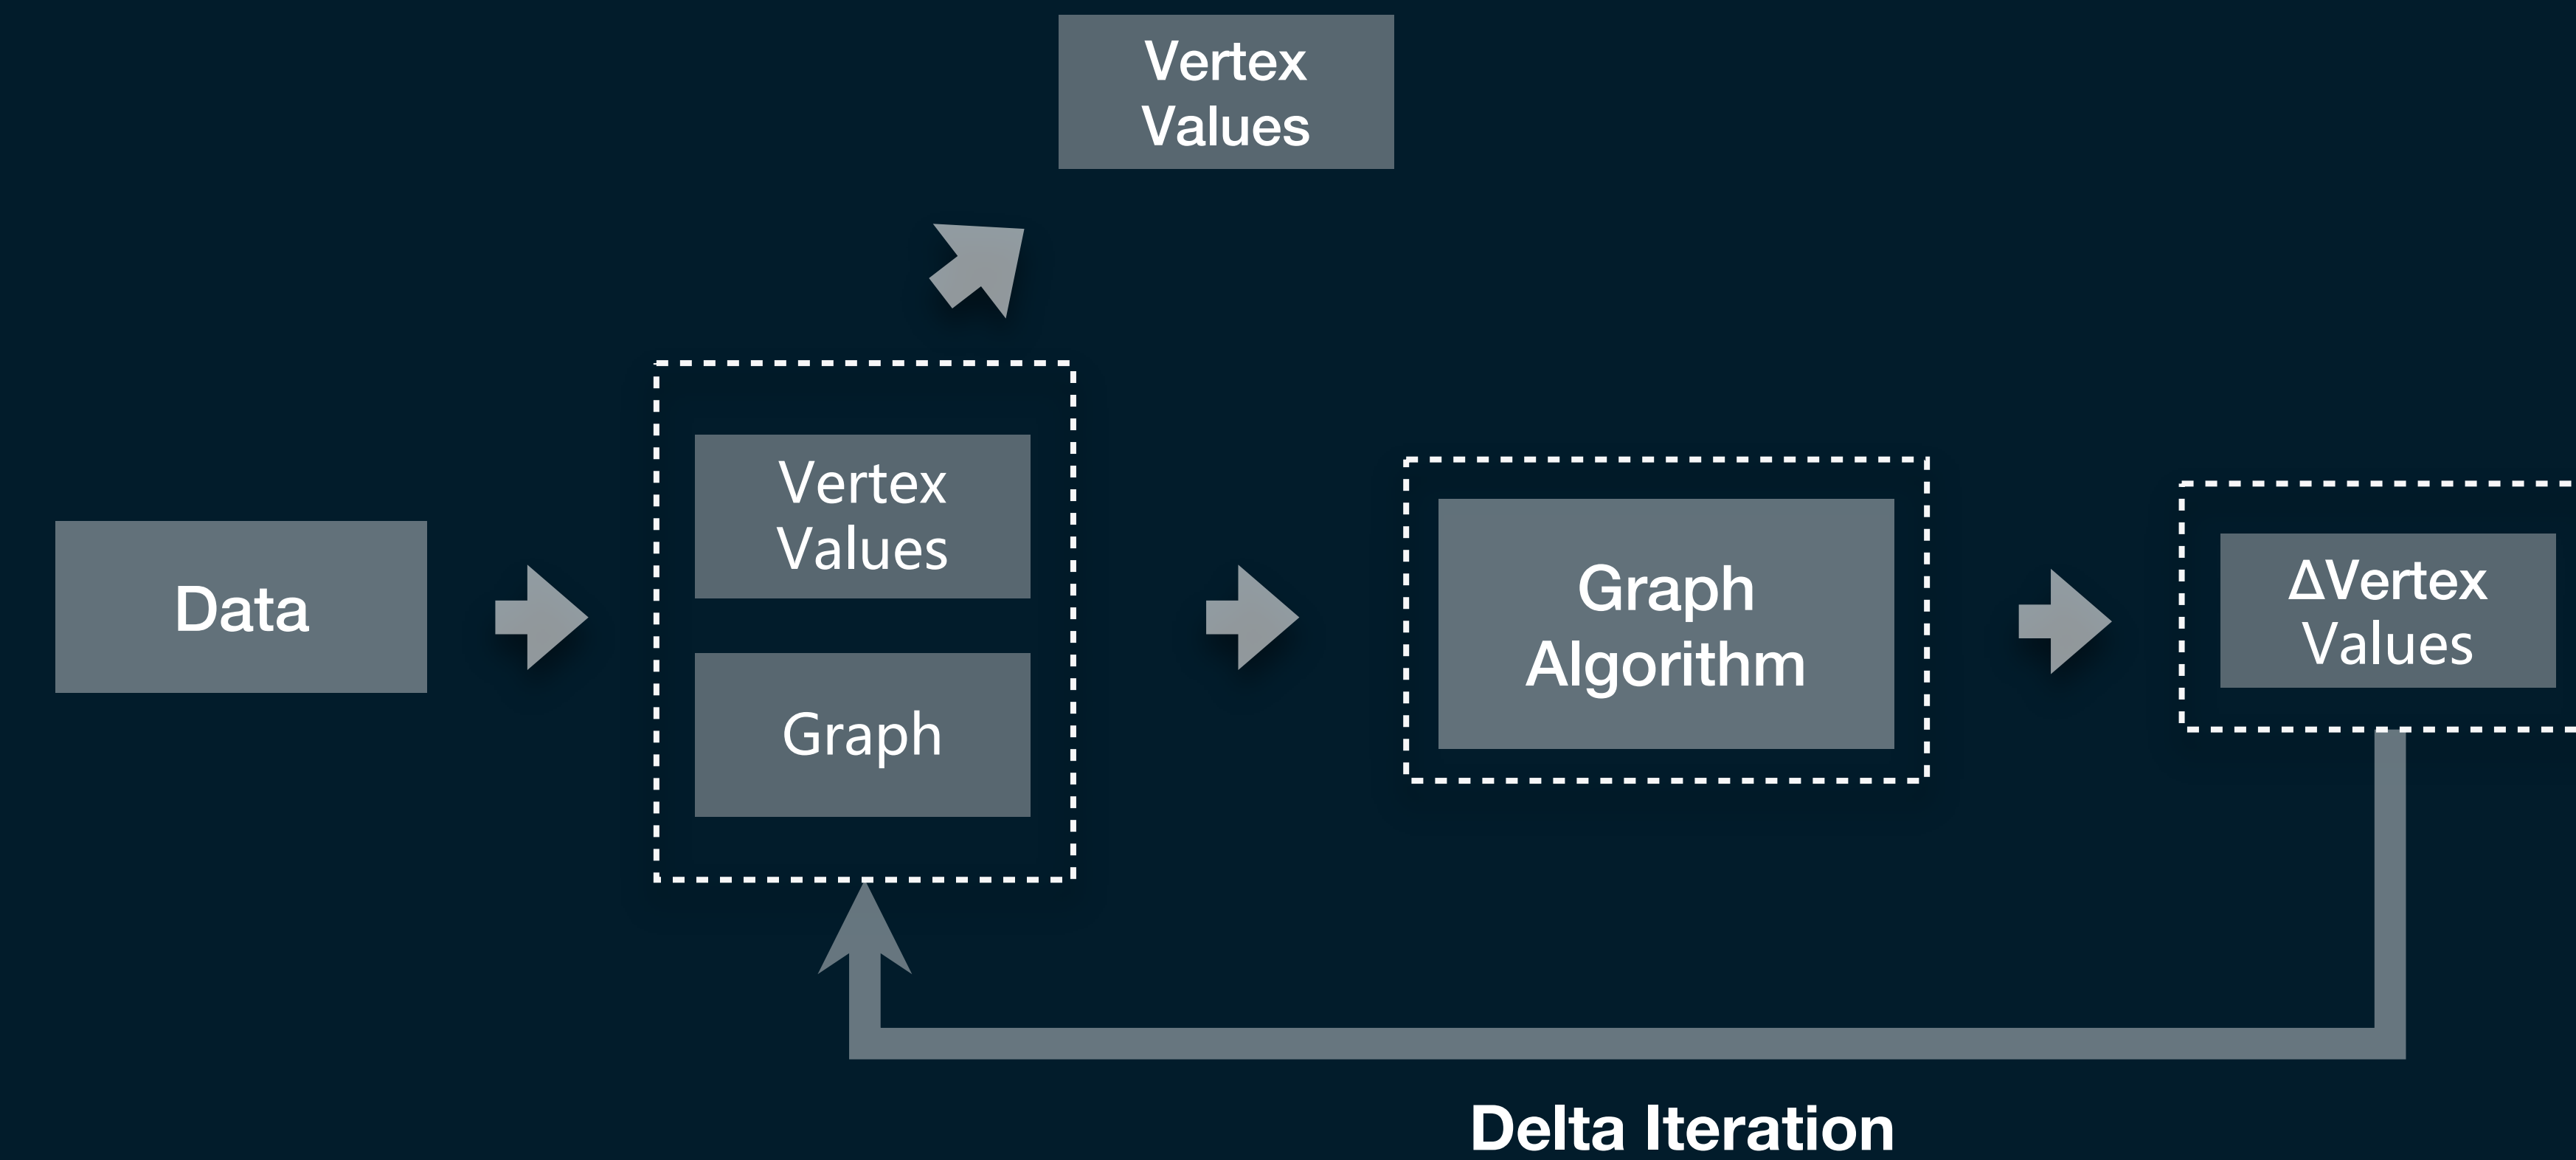 Vertex
Values
Data
Vertex
Values
Graph
Graph
Algorithm
ΔVertex
Values
Delta Iteration